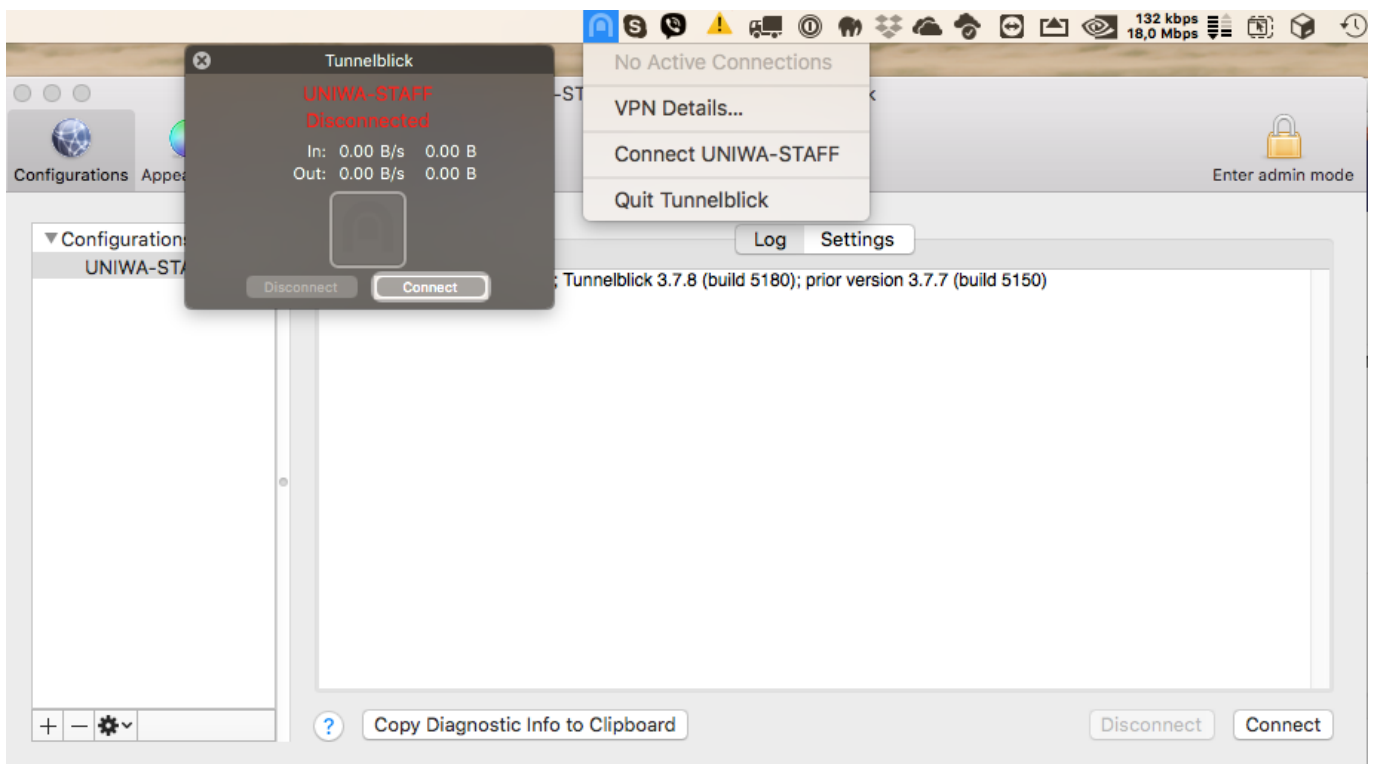 132 kbps
18,0 Mbps
Tunnelblick
UNIWA-STAFF
Disconnected
In: 0.00 B/s 0.00 B
Out: 0.00 B/s 0.00 B
Disconnect Connect
No Active Connections
VPN Details...
Connect UNIWA-STAFF
Quit Tunnelblick
-ST
Configurations Appea
Enter admin mode
Configuration
UNIWA-STA
Log Settings
; Tunnelblick 3.7.8 (build 5180); prior version 3.7.7 (build 5150)
? Copy Diagnostic Info to Clipboard
Disconnect Connect